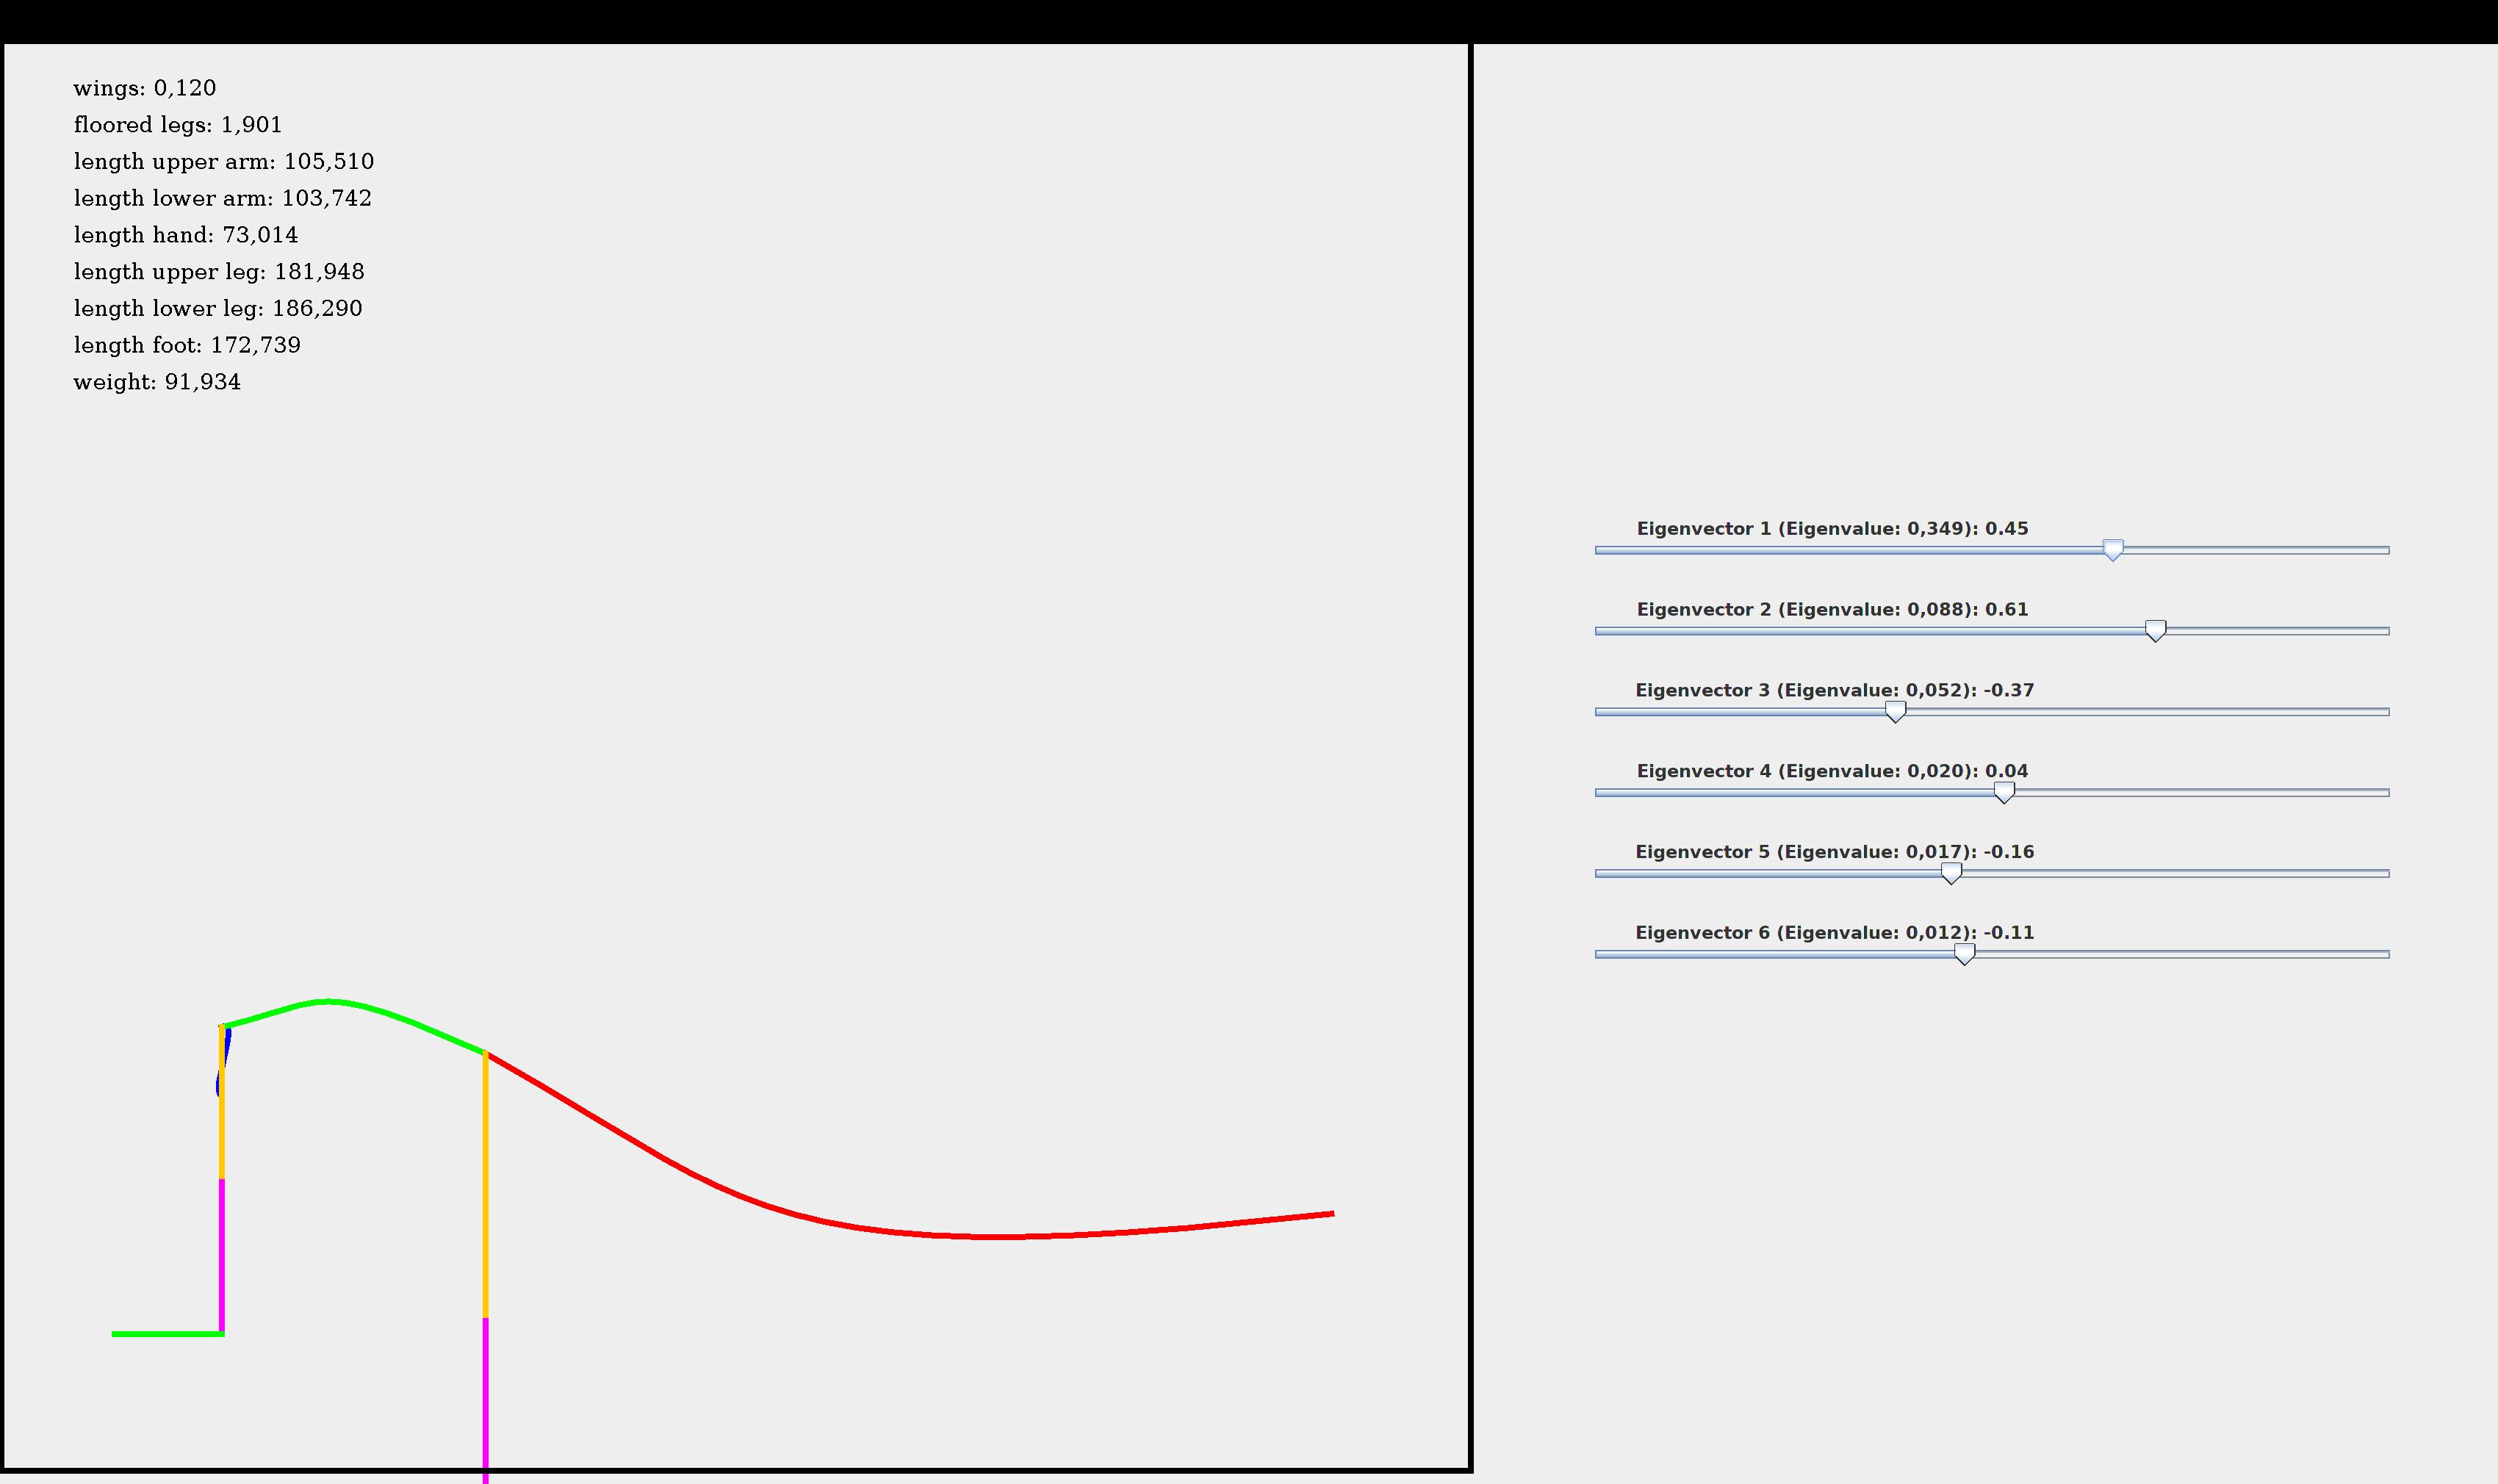 wings: 0,120
floored legs: 1,901
length upper arm: 105,510
length lower arm: 103,742
length hand: 73,014
length upper leg: 181,948
length lower leg: 186,290
length foot: 172,739
weight: 91,934
Eigenvector 1 (Eigenvalue: 0,349): 0.45
Eigenvector 2 (Eigenvalue: 0,088): 0.61
Eigenvector 3 (Eigenvalue: 0,052): -0.37
Eigenvector 4 (Eigenvalue: 0,020): 0.04
Eigenvector 5 (Eigenvalue: 0,017): -0.16
Eigenvector 6 (Eigenvalue: 0,012): -0.11